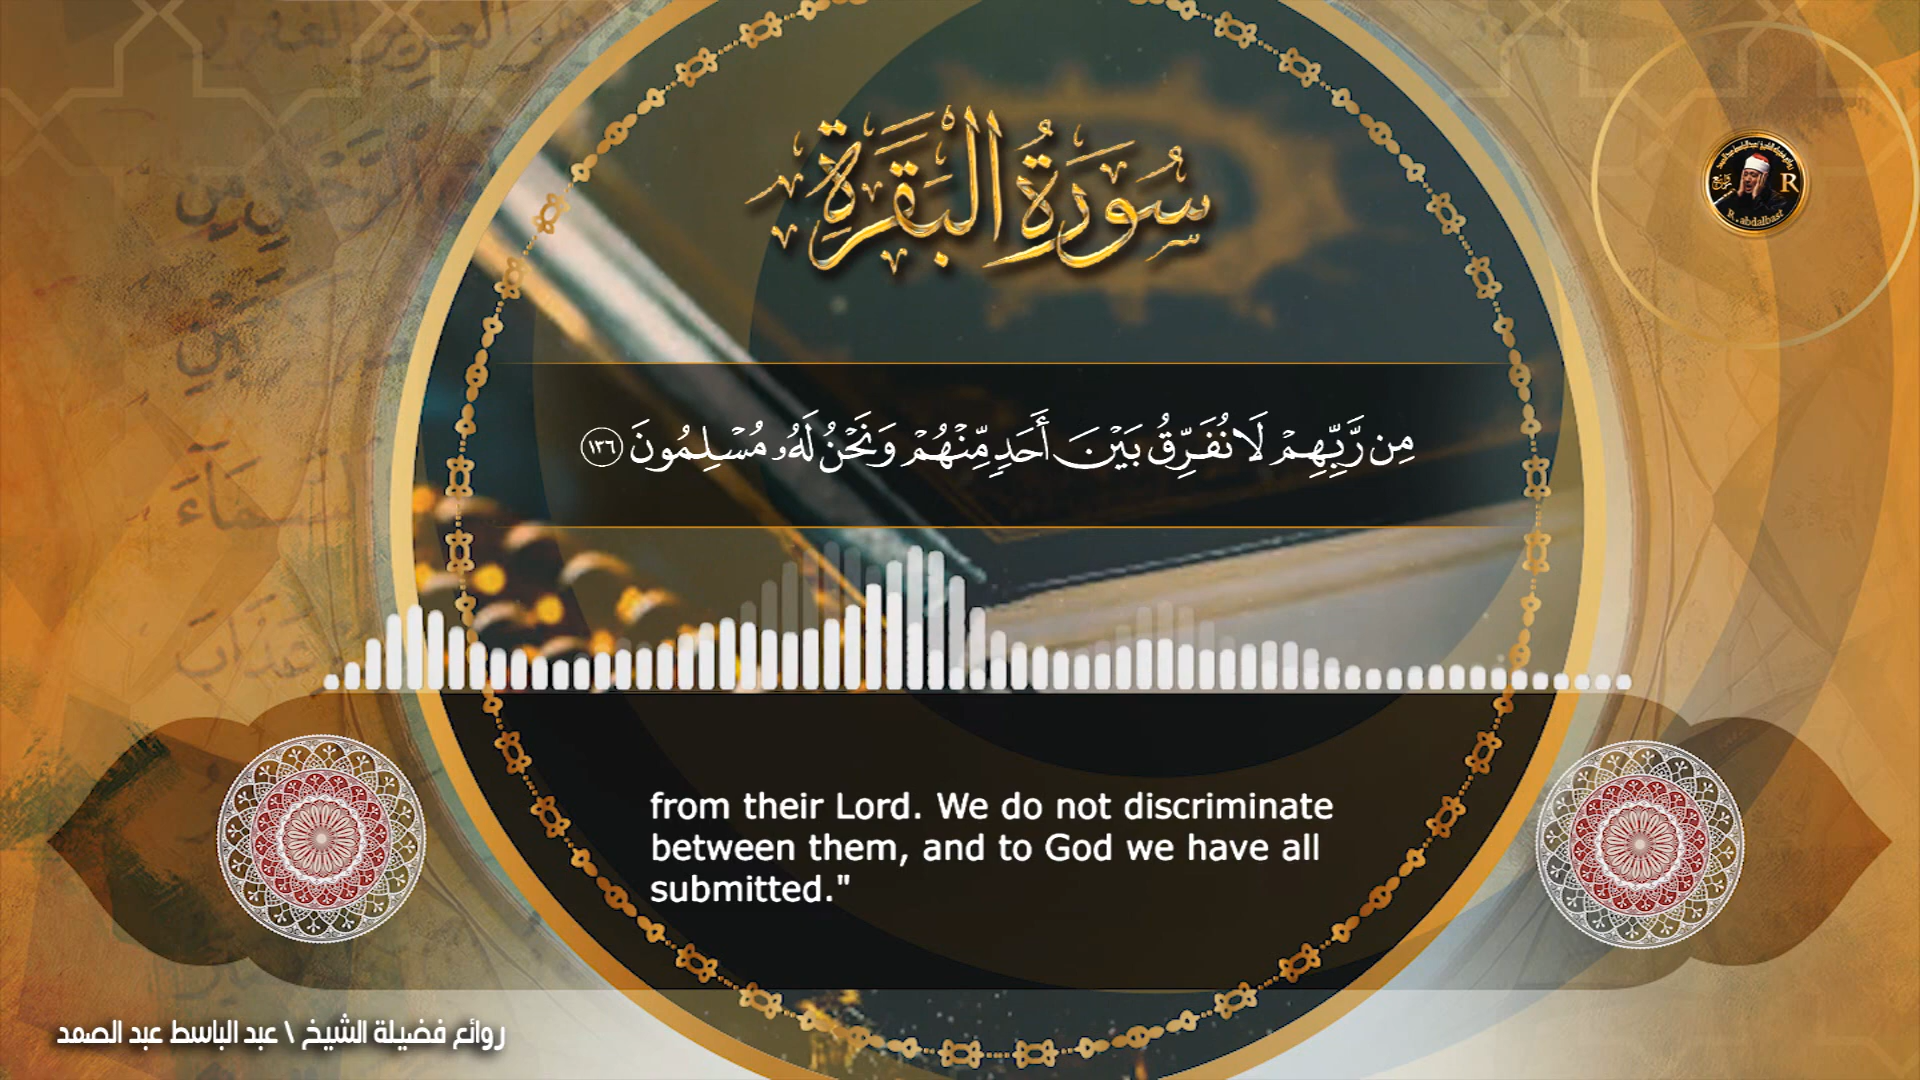 سُورَةُ البَقَرَةِ
مِن رَّبِّهِمْ لَا نُفَرِّقُ بَيْنَ أَحَدٍ مِّنْهُمْ وَنَحْنُ لَهُۥ مُسْلِمُونَ ١٣٦
from their Lord. We do not discriminate
between them, and to God we have all
submitted."
R
R . abdalbast
روائع فضيلة الشيخ \ عبد الباسط عبد الصمد